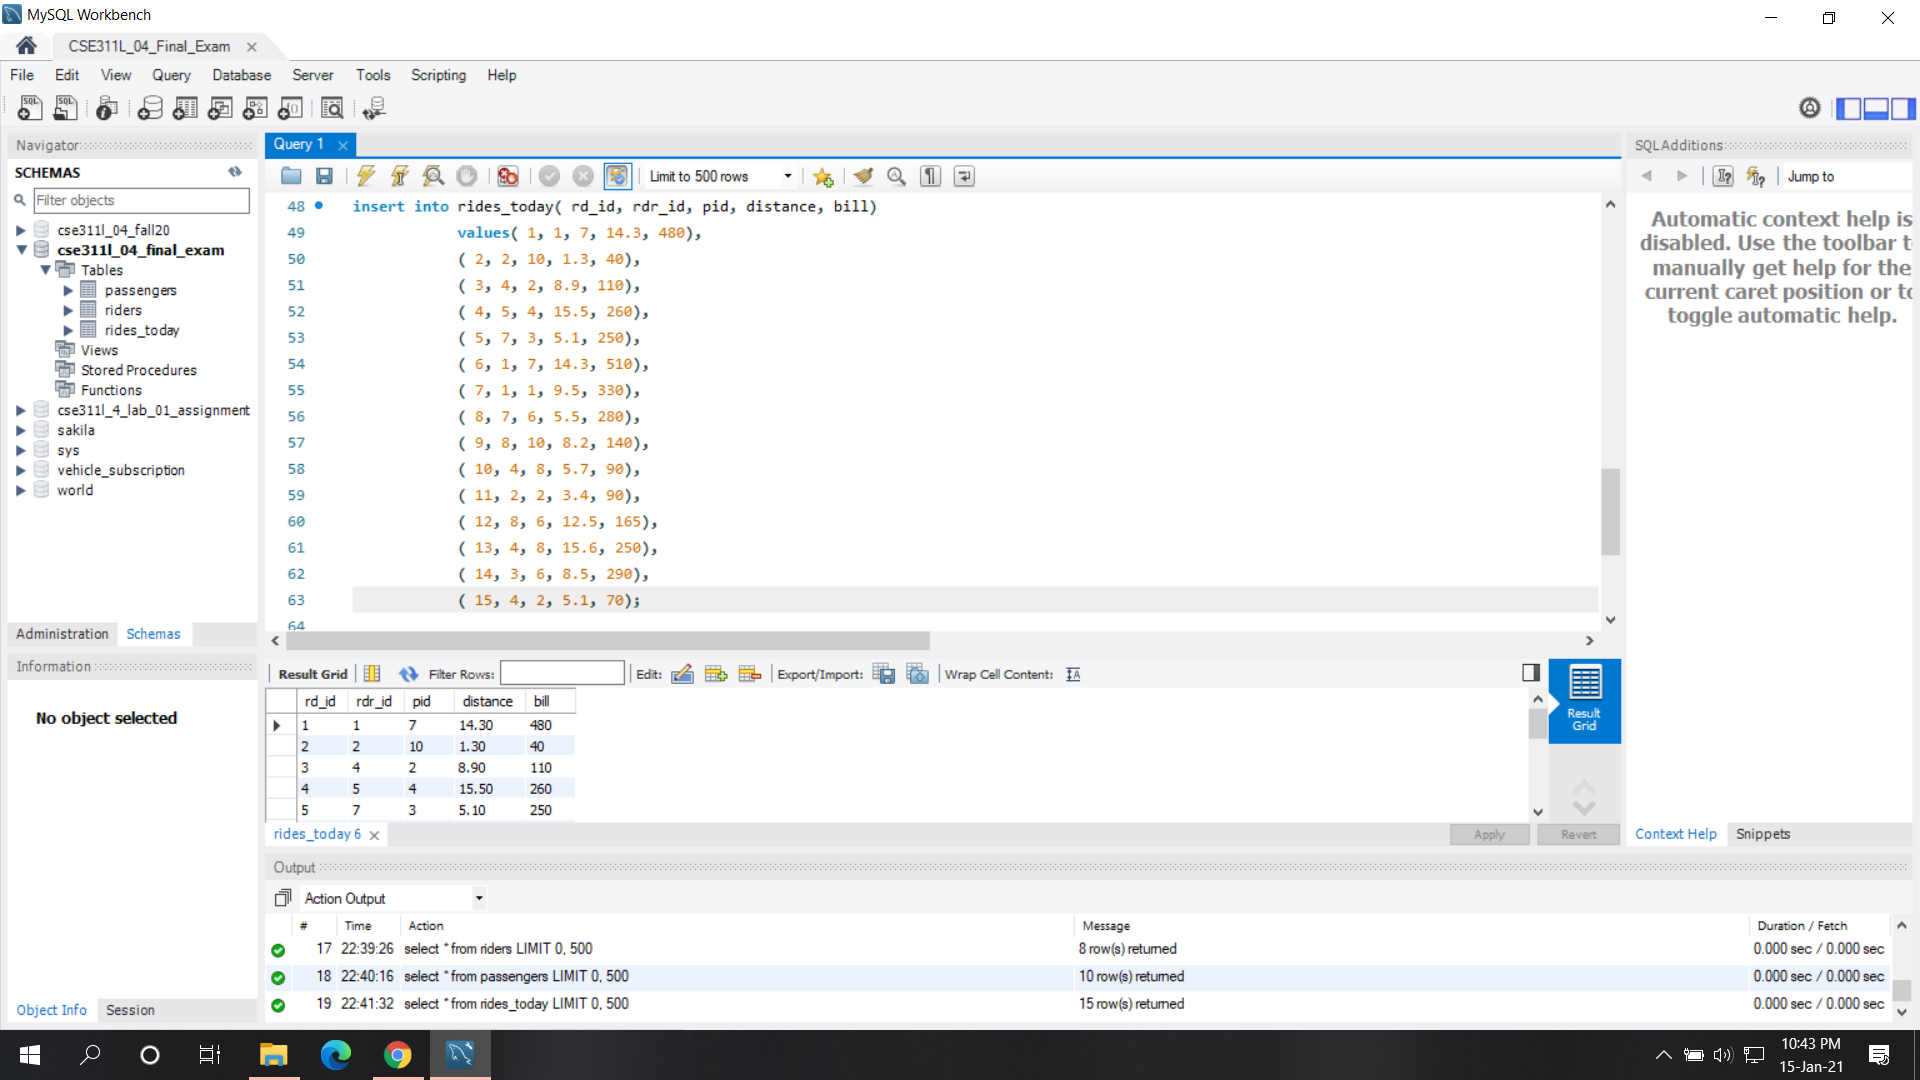 MySQL Workbench
CSE311L_04_Final_Exam
File Edit View Query Database Server Tools Scripting Help
Navigator
SCHEMAS
Filter objects
cse311l_04_fall20
cse311l_04_final_exam
Tables
passengers
riders
rides_today
Views
Stored Procedures
Functions
cse311l_4_lab_01_assignment
sakila
sys
vehicle_subscription
world
Administration Schemas
Information
No object selected
Object Info Session
Query 1
Limit to 500 rows
48 insert into rides_today( rd_id, rdr_id, pid, distance, bill)
49 values( 1, 1, 7, 14.3, 480),
50 ( 2, 2, 10, 1.3, 40),
51 ( 3, 4, 2, 8.9, 110),
52 ( 4, 5, 4, 15.5, 260),
53 ( 5, 7, 3, 5.1, 250),
54 ( 6, 1, 7, 14.3, 510),
55 ( 7, 1, 1, 9.5, 330),
56 ( 8, 7, 6, 5.5, 280),
57 ( 9, 8, 10, 8.2, 140),
58 ( 10, 4, 8, 5.7, 90),
59 ( 11, 2, 2, 3.4, 90),
60 ( 12, 8, 6, 12.5, 165),
61 ( 13, 4, 8, 15.6, 250),
62 ( 14, 3, 6, 8.5, 290),
63 ( 15, 4, 2, 5.1, 70);
64
Result Grid Filter Rows: Edit: Export/Import: Wrap Cell Content:
rd_id rdr_id pid distance bill
1 1 7 14.30 480
2 2 10 1.30 40
3 4 2 8.90 110
4 5 4 15.50 260
5 7 3 5.10 250
Result
Grid
rides_today 6
Apply Revert
SQLAdditions
Jump to
Automatic context help is
disabled. Use the toolbar t
manually get help for the
current caret position or to
toggle automatic help.
Context Help Snippets
Output
Action Output
# Time Action Message Duration / Fetch
17 22:39:26 select * from riders LIMIT 0, 500 8 row(s) returned 0.000 sec / 0.000 sec
18 22:40:16 select * from passengers LIMIT 0, 500 10 row(s) returned 0.000 sec / 0.000 sec
19 22:41:32 select * from rides_today LIMIT 0, 500 15 row(s) returned 0.000 sec / 0.000 sec
10:43 PM
15-Jan-21